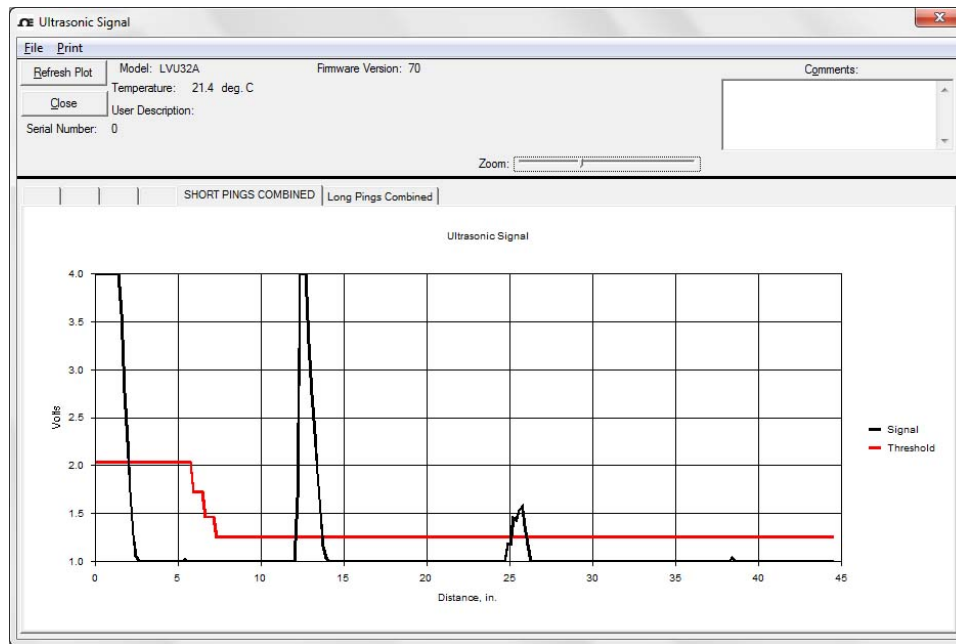 ΩE Ultrasonic Signal
X
File Print
Refresh Plot
Model: LVU32A
Firmware Version: 70
Comments:
Temperature: 21.4 deg. C
Close
User Description:
Serial Number: 0
Zoom:
SHORT PINGS COMBINED
Long Pings Combined
Ultrasonic Signal
4.0
3.5
3.0
2.5
2.0
1.5
1.0
Volts
Signal
Threshold
0 5 10 15 20 25 30 35 40 45
Distance, in.